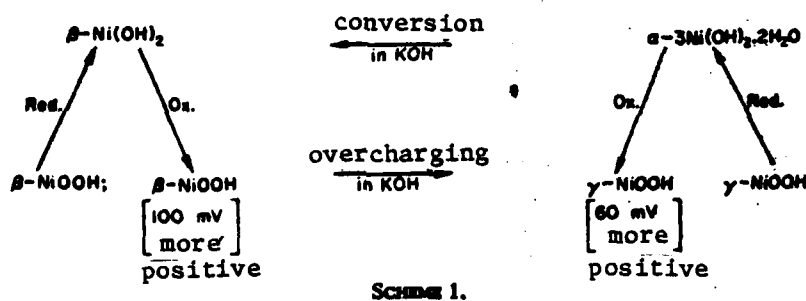 β-Ni(OH)₂ conversion α-3Ni(OH)₂.2H₂O
in KOH
Red. Ox. Ox. Red.
overcharging
β-NiOOH; β-NiOOH in KOH γ-NiOOH γ-NiOOH
[100 mV [60 mV
more] more]
positive positive
SCHEME 1.